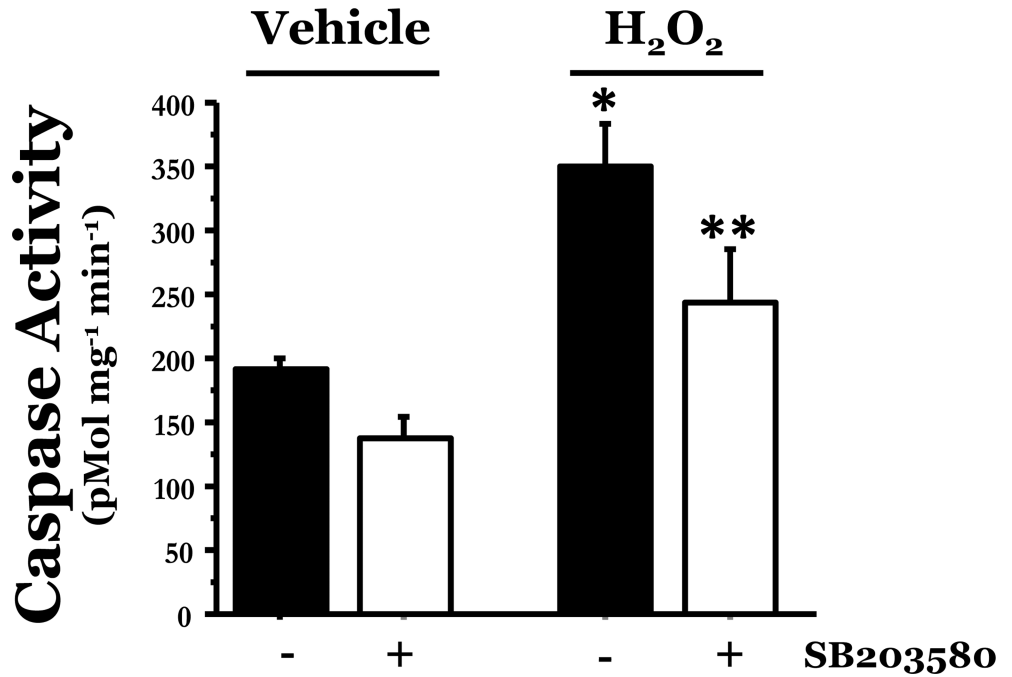 Vehicle H₂O₂
Caspase Activity
(pMol mg⁻¹ min⁻¹)
400
350
300
250
200
150
100
50
0
*
**
- + - + SB203580